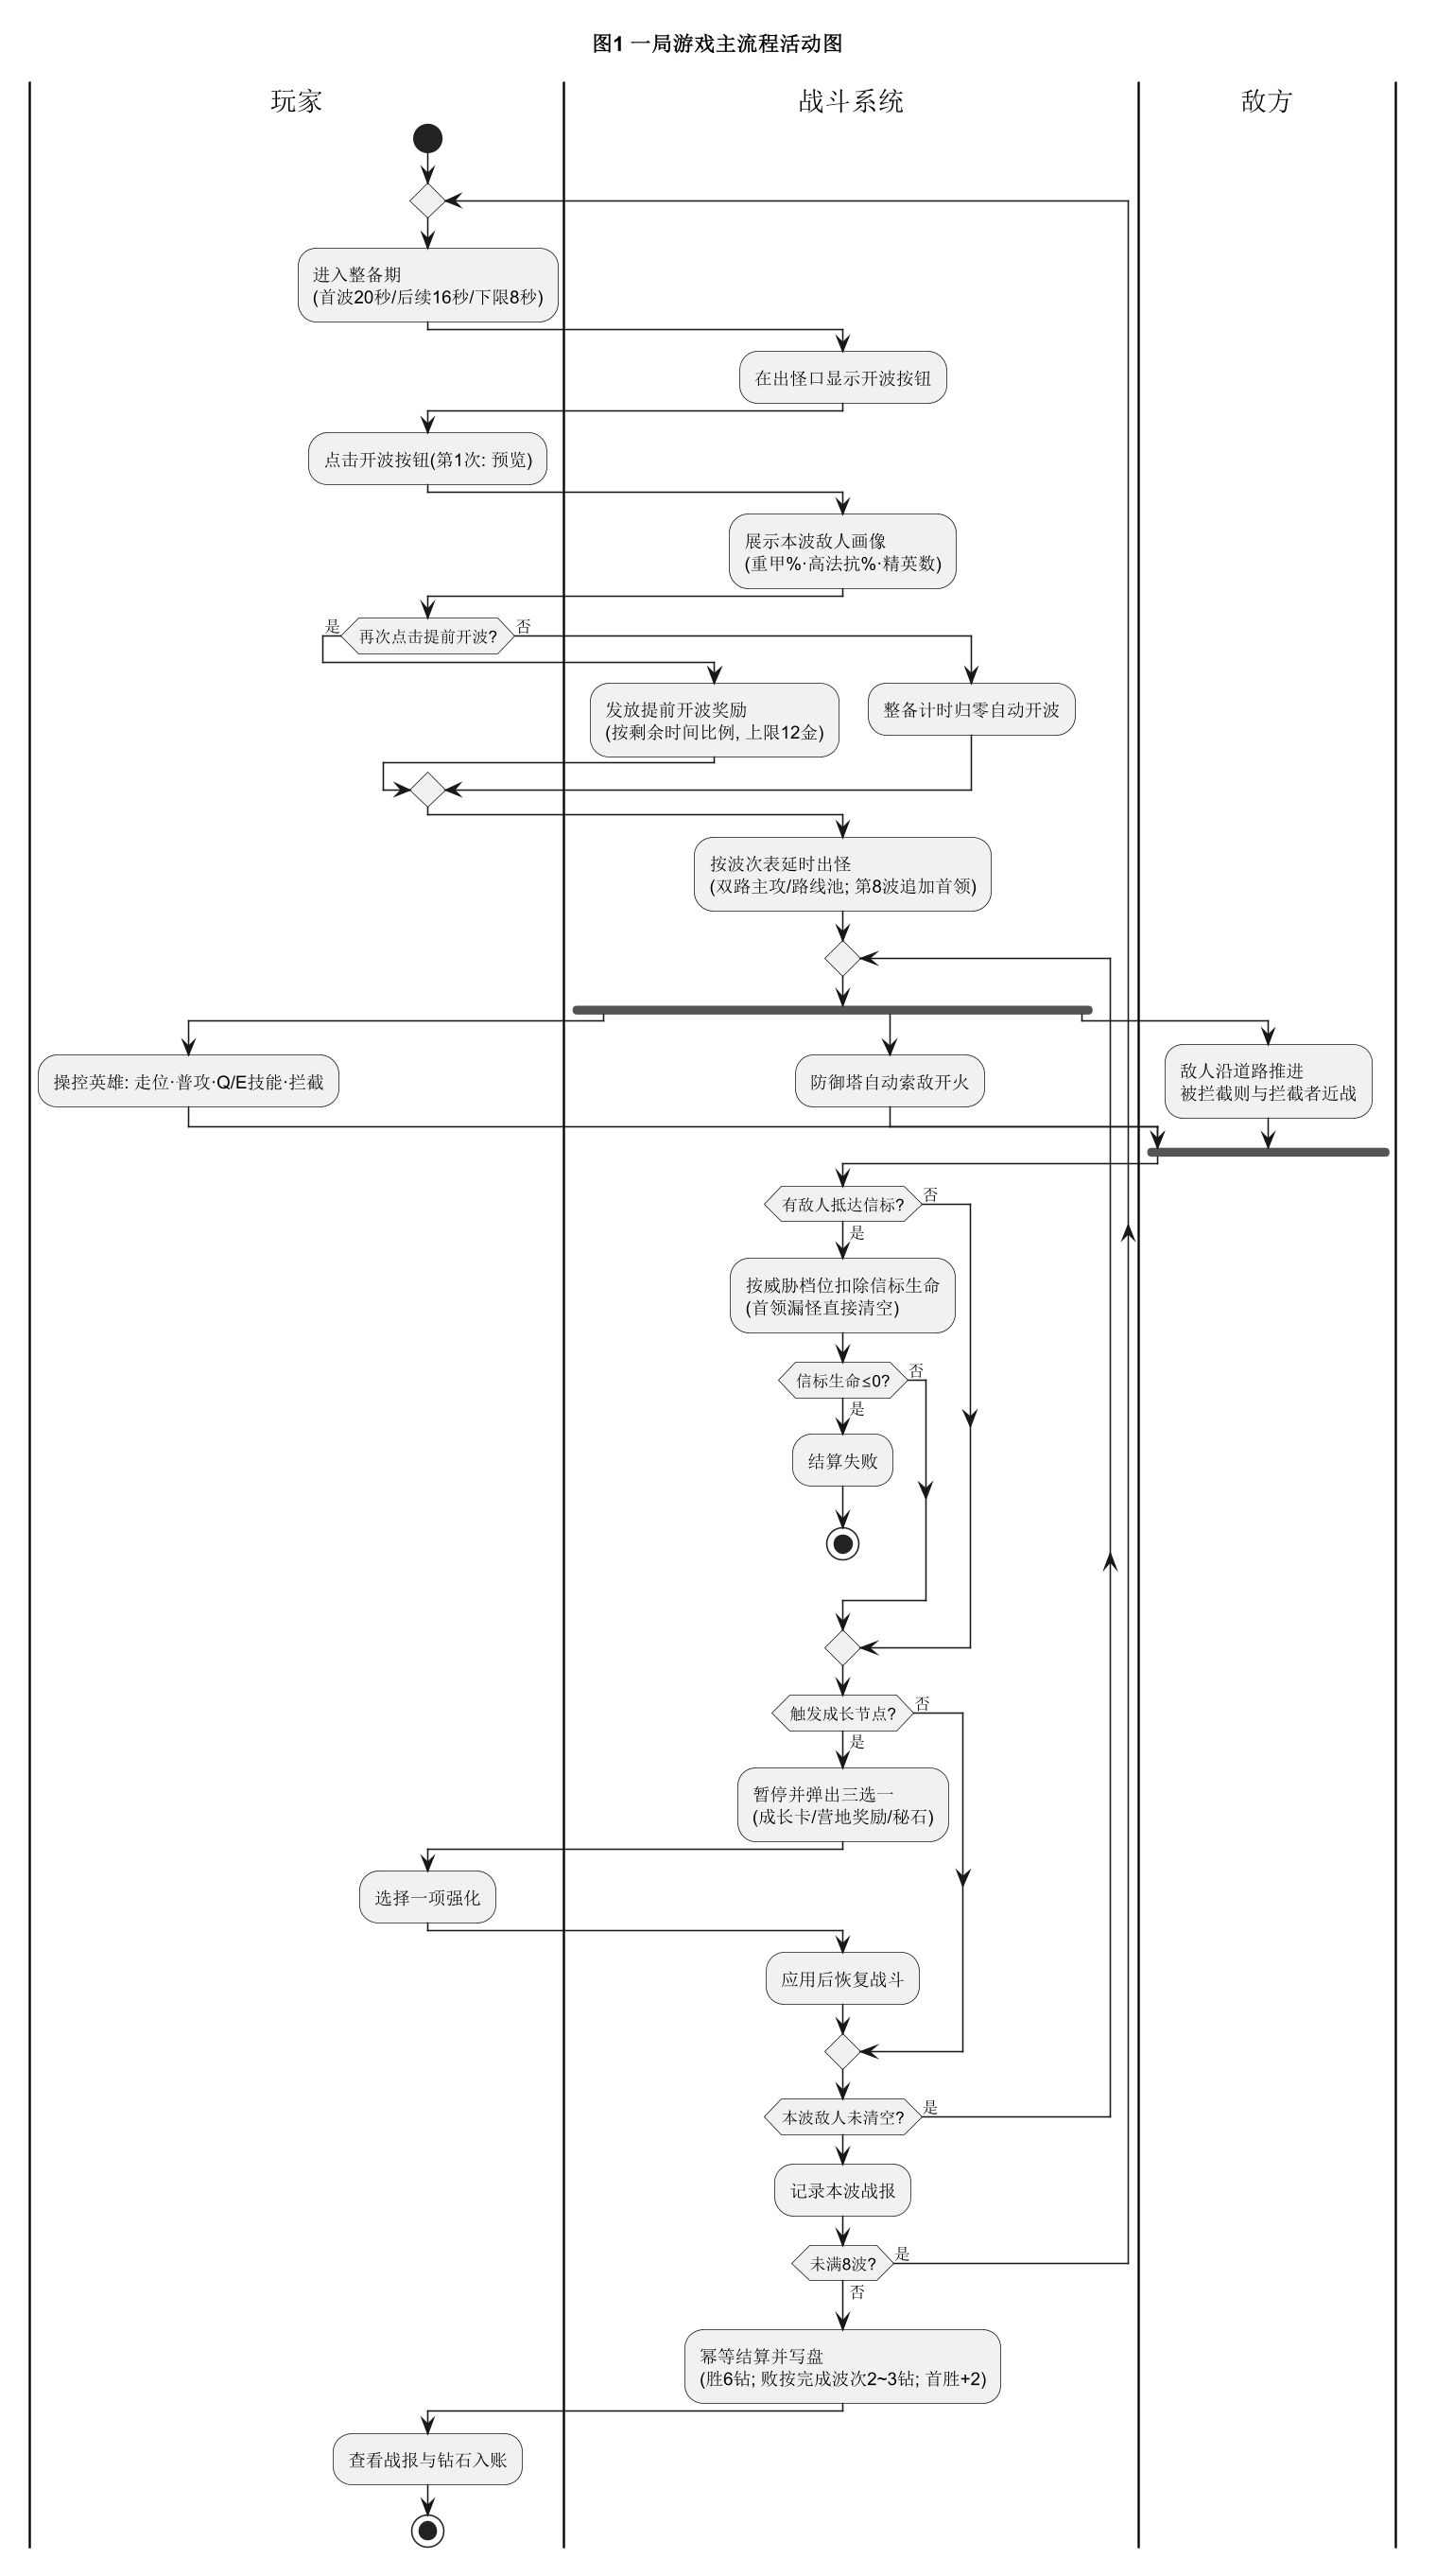 图1 一局游戏主流程活动图
玩家
战斗系统
敌方
进入整备期
(首波20秒/后续16秒/下限8秒)
在出怪口显示开波按钮
点击开波按钮(第1次: 预览)
展示本波敌人画像
(重甲%·高法抗%·精英数)
是
再次点击提前开波?
否
发放提前开波奖励
(按剩余时间比例, 上限12金)
整备计时归零自动开波
按波次表延时出怪
(双路主攻/路线池; 第8波追加首领)
操控英雄: 走位·普攻·Q/E技能·拦截
防御塔自动索敌开火
敌人沿道路推进
被拦截则与拦截者近战
有敌人抵达信标?
否
是
按威胁档位扣除信标生命
(首领漏怪直接清空)
信标生命≤0?
否
是
结算失败
触发成长节点?
否
是
暂停并弹出三选一
(成长卡/营地奖励/秘石)
选择一项强化
应用后恢复战斗
本波敌人未清空?
是
记录本波战报
未满8波?
是
否
幂等结算并写盘
(胜6钻; 败按完成波次2~3钻; 首胜+2)
查看战报与钻石入账